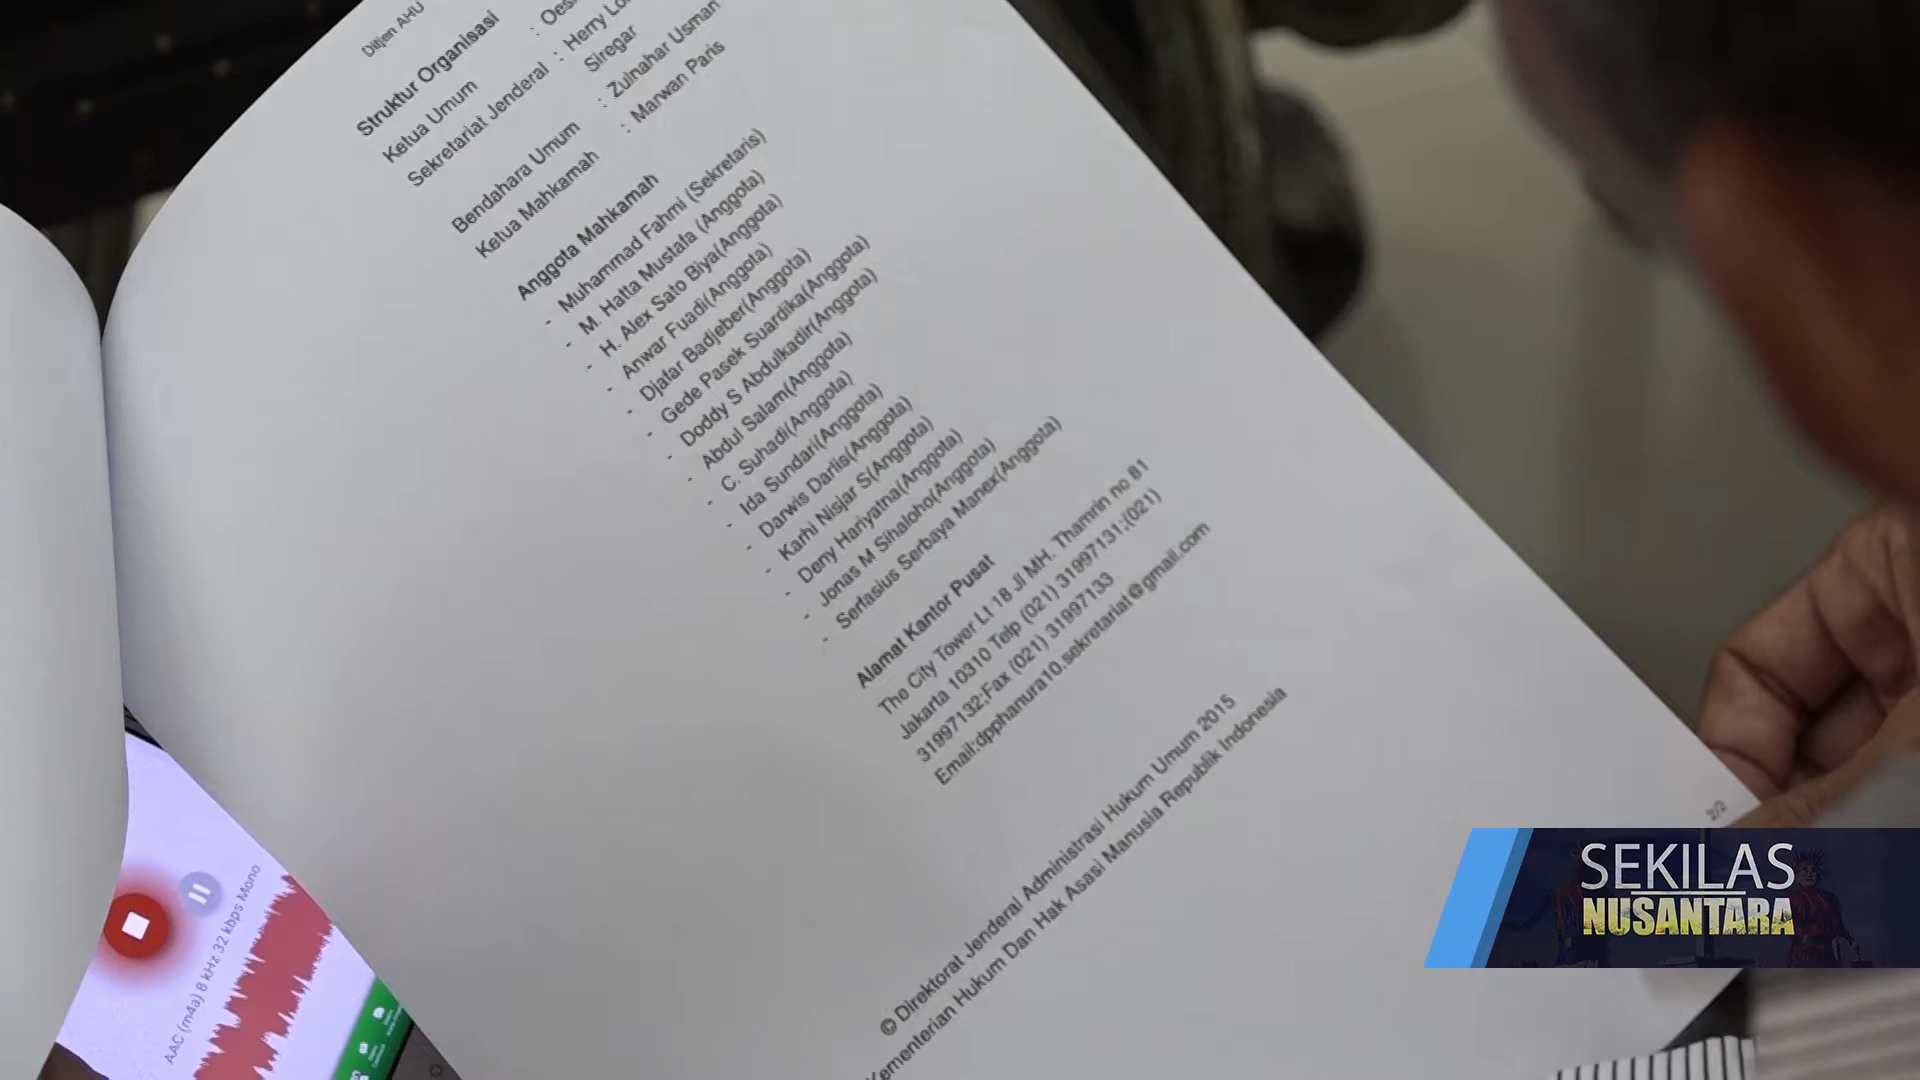 Ditjen AHU
Struktur Organisasi
Ketua Umum :
Sekretariat Jenderal : Herry
Siregar
Bendahara Umum : Zulnahar Usman
Ketua Mahkamah : Marwan Paris
Anggota Mahkamah
- Muhammad Fahmi (Sekretaris)
- M. Hatta Mustafa (Anggota)
- H. Alex Sato Biya(Anggota)
- Anwar Fuadi(Anggota)
- Djafar Badjeber(Anggota)
- Gede Pasek Suardika(Anggota)
- Doddy S Abdulkadir(Anggota)
- Abdul Salam(Anggota)
- C. Suhadi(Anggota)
- Ida Sundari(Anggota)
- Darwis Darlis(Anggota)
- Karhi Nisjar S(Anggota)
- Deny Hariyatna(Anggota)
- Jonas M Sihaloho(Anggota)
- Serfasius Serbaya Manex(Anggota)
Alamat Kantor Pusat
The City Tower Lt 18 Jl MH. Thamrin no 81
Jakarta 10310 Telp (021) 31997131;(021)
31997132;Fax (021) 31997133
Email:dpphanura10.sekretariat@gmail.com
© Direktorat Jenderal Administrasi Hukum Umum 2015
Kementerian Hukum Dan Hak Asasi Manusia Republik Indonesia
2/2
AAC (m4a) 8 kHz 32 kbps Mono
SEKILAS
NUSANTARA